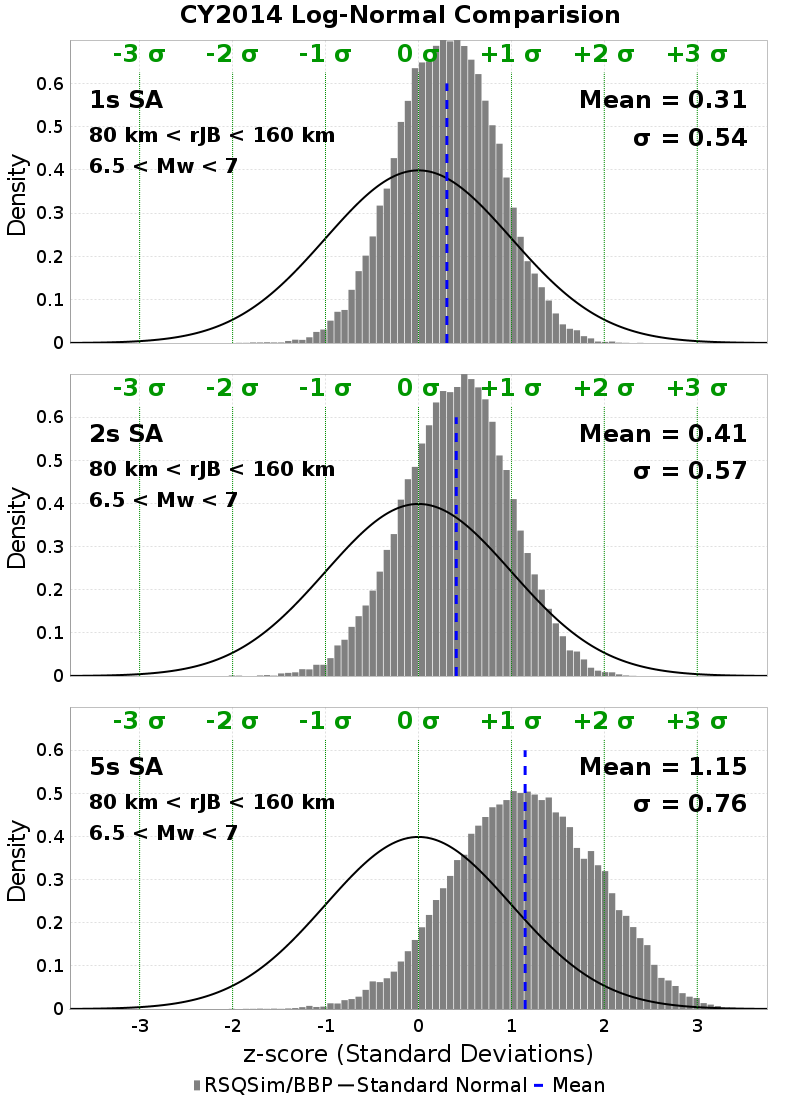 CY2014 Log-Normal Comparision
-3 σ -2 σ -1 σ 0 σ +1 σ +2 σ +3 σ
1s SA
80 km < rJB < 160 km
6.5 < Mw < 7
Mean = 0.31
σ = 0.54
Density
0.6
0.5
0.4
0.3
0.2
0.1
0
-3 σ -2 σ -1 σ 0 σ +1 σ +2 σ +3 σ
2s SA
80 km < rJB < 160 km
6.5 < Mw < 7
Mean = 0.41
σ = 0.57
Density
0.6
0.5
0.4
0.3
0.2
0.1
0
-3 σ -2 σ -1 σ 0 σ +1 σ +2 σ +3 σ
5s SA
80 km < rJB < 160 km
6.5 < Mw < 7
Mean = 1.15
σ = 0.76
Density
0.6
0.5
0.4
0.3
0.2
0.1
0
-3 -2 -1 0 1 2 3
z-score (Standard Deviations)
RSQSim/BBP Standard Normal Mean